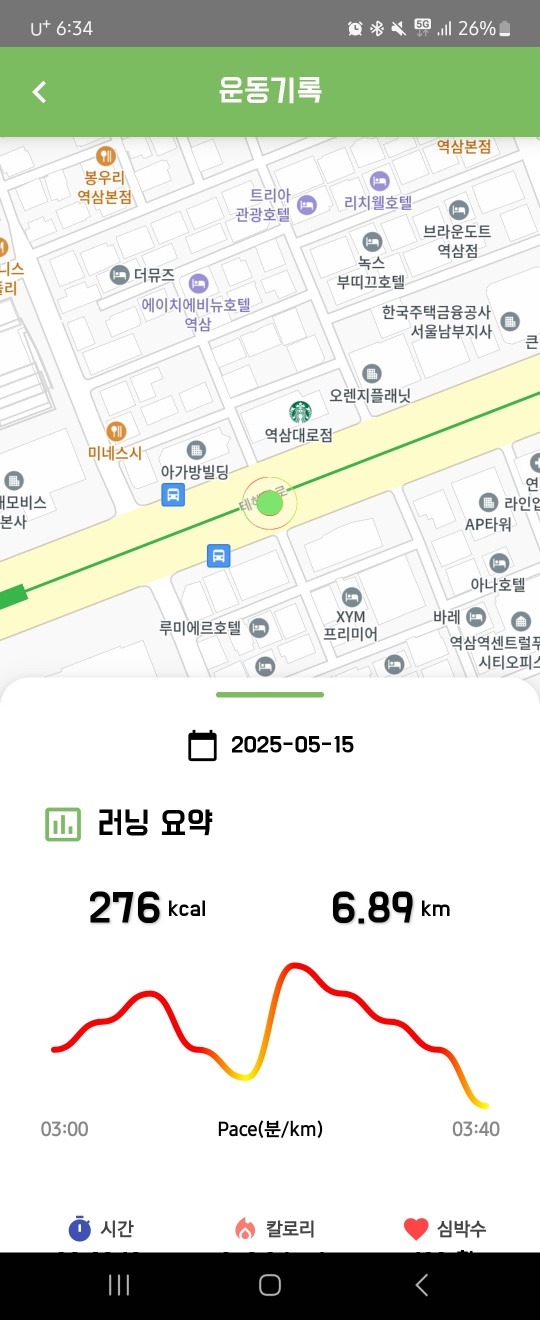 U+ 6:34
5G
26%
운동기록
역삼본점
봉우리
역삼본점
트리아
관광호텔
리치웰호텔
브라운도트
역삼점
니스
더뮤즈
녹스
부띠끄호텔
에이치에비뉴호텔
역삼
한국주택금융공사
서울남부지사
큰
오렌지플래닛
역삼대로점
미네스시
아가방빌딩
대모비스
본사
라인업
AP타워
아나호텔
루미에르호텔
XYM
프리미어
바레
역삼역센트럴푸
시티오피스
2025-05-15
러닝 요약
276 kcal
6.89 km
03:00
Pace(분/km)
03:40
시간
칼로리
심박수